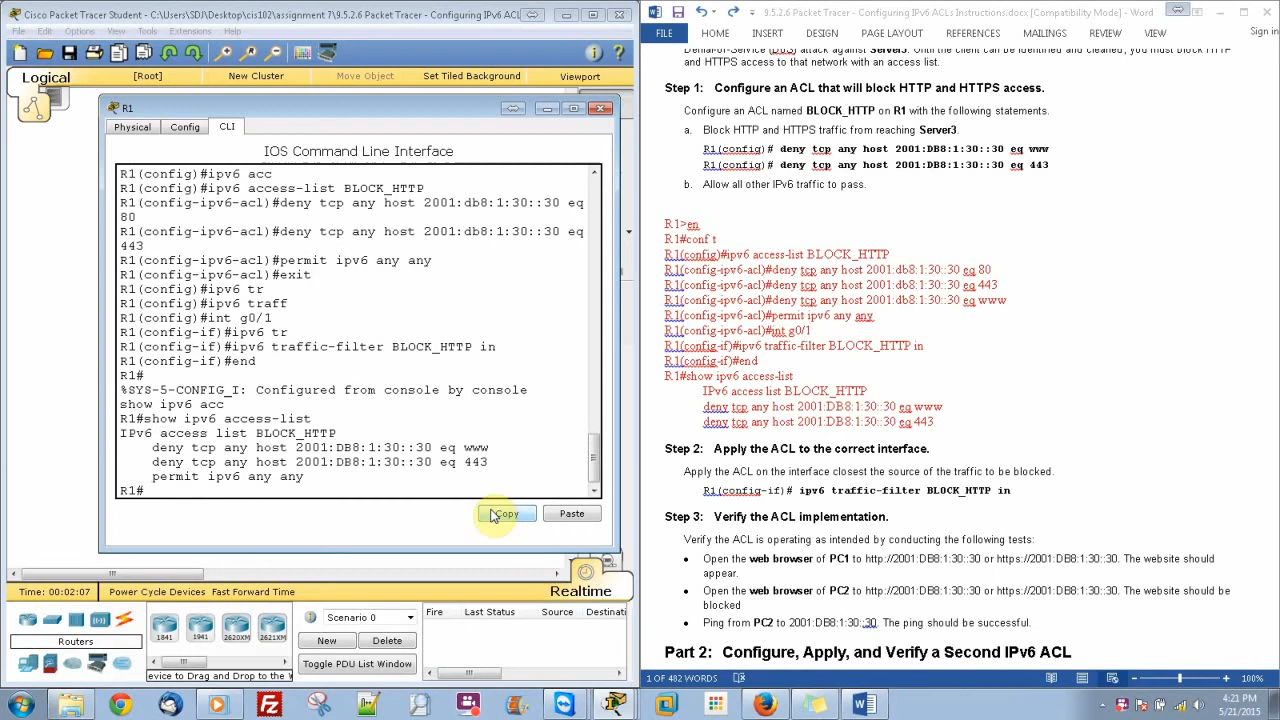 Cisco Packet Tracer Student - C:\Users\SDJ\Desktop\cis102\assignment 7\9.5.2.6 Packet Tracer - Configuring IPv6 ACLs
File Edit Options View Tools Extensions Help
Logical [Root] New Cluster Move Object Set Tiled Background Viewport
R1
Physical Config CLI
IOS Command Line Interface
R1(config)#ipv6 acc
R1(config)#ipv6 access-list BLOCK_HTTP
R1(config-ipv6-acl)#deny tcp any host 2001:db8:1:30::30 eq
80
R1(config-ipv6-acl)#deny tcp any host 2001:db8:1:30::30 eq
443
R1(config-ipv6-acl)#permit ipv6 any any
R1(config-ipv6-acl)#exit
R1(config)#ipv6 tr
R1(config)#ipv6 traff
R1(config)#int g0/1
R1(config-if)#ipv6 tr
R1(config-if)#ipv6 traffic-filter BLOCK_HTTP in
R1(config-if)#end
R1#
%SYS-5-CONFIG_I: Configured from console by console
show ipv6 acc
R1#show ipv6 access-list
IPv6 access list BLOCK_HTTP
deny tcp any host 2001:DB8:1:30::30 eq www
deny tcp any host 2001:DB8:1:30::30 eq 443
permit ipv6 any any
R1#
Copy Paste
Time: 00:02:07 Power Cycle Devices Fast Forward Time Realtime
1841 1941 2620XM 2621XM
Routers
evice to Drag and Drop to the W
Scenario 0
New Delete
Toggle PDU List Window
Fire Last Status Source Destinati
9.5.2.6 Packet Tracer - Configuring IPv6 ACLs Instructions.docx [Compatibility Mode] - Word
FILE HOME INSERT DESIGN PAGE LAYOUT REFERENCES MAILINGS REVIEW VIEW Sign in
and HTTPS access to that network with an access list.
Step 1: Configure an ACL that will block HTTP and HTTPS access.
Configure an ACL named BLOCK_HTTP on R1 with the following statements.
a. Block HTTP and HTTPS traffic from reaching Server3.
R1(config)# deny tcp any host 2001:DB8:1:30::30 eq www
R1(config)# deny tcp any host 2001:DB8:1:30::30 eq 443
b. Allow all other IPv6 traffic to pass.
R1>en
R1#conf t
R1(config)#ipv6 access-list BLOCK_HTTP
R1(config-ipv6-acl)#deny tcp any host 2001:db8:1:30::30 eq 80
R1(config-ipv6-acl)#deny tcp any host 2001:db8:1:30::30 eq 443
R1(config-ipv6-acl)#deny tcp any host 2001:db8:1:30::30 eq www
R1(config-ipv6-acl)#permit ipv6 any any
R1(config-ipv6-acl)#int g0/1
R1(config-if)#ipv6 traffic-filter BLOCK_HTTP in
R1(config-if)#end
R1#show ipv6 access-list
IPv6 access list BLOCK_HTTP
deny tcp any host 2001:DB8:1:30::30 eq www
deny tcp any host 2001:DB8:1:30::30 eq 443
Step 2: Apply the ACL to the correct interface.
Apply the ACL on the interface closest the source of the traffic to be blocked.
R1(config-if)# ipv6 traffic-filter BLOCK_HTTP in
Step 3: Verify the ACL implementation.
Verify the ACL is operating as intended by conducting the following tests:
• Open the web browser of PC1 to http://2001:DB8:1:30::30 or https://2001:DB8:1:30::30. The website should
appear.
• Open the web browser of PC2 to http://2001:DB8:1:30::30 or https://2001:DB8:1:30::30. The website should be
blocked
• Ping from PC2 to 2001:DB8:1:30::30. The ping should be successful.
Part 2: Configure, Apply, and Verify a Second IPv6 ACL
1 OF 482 WORDS
100%
4:21 PM
5/21/2015